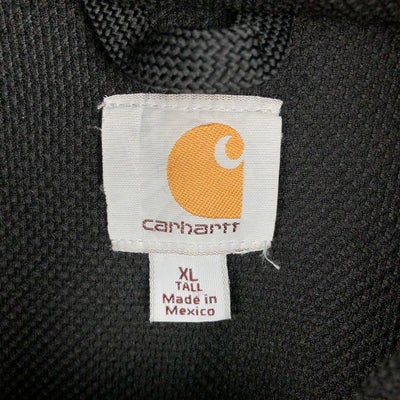 carhartt
XL
TALL
Made in
Mexico